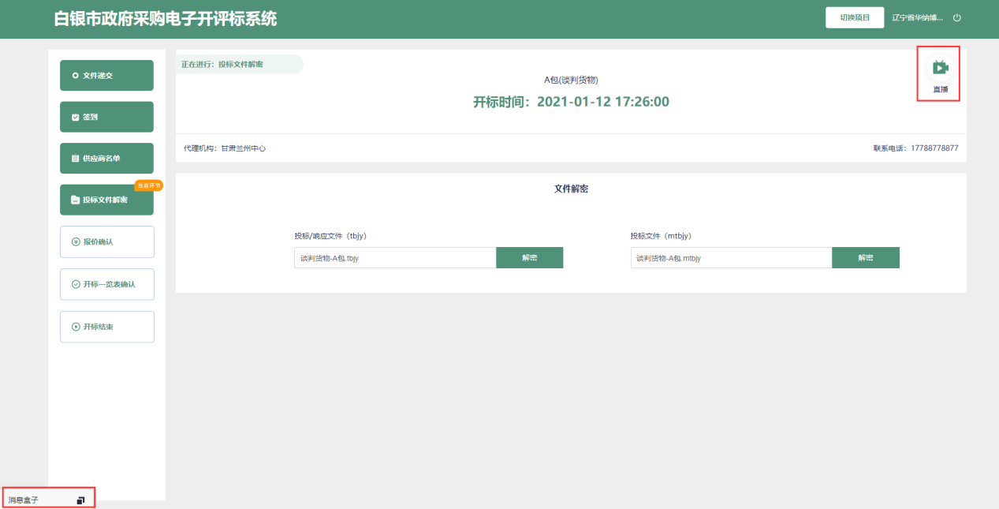 白银市政府采购电子开评标系统
切换项目
辽宁省华纳博...
文件递交
签到
供应商名单
当前环节
投标文件解密
报价确认
开标一览表确认
开标结束
正在进行：投标文件解密
直播
A包(谈判货物)
开标时间：2021-01-12 17:26:00
代理机构：甘肃兰州中心
联系电话：17788778877
文件解密
投标/响应文件（tbjy）
谈判货物-A包.tbjy
解密
投标文件（mtbjy）
谈判货物-A包.mtbjy
解密
消息盒子